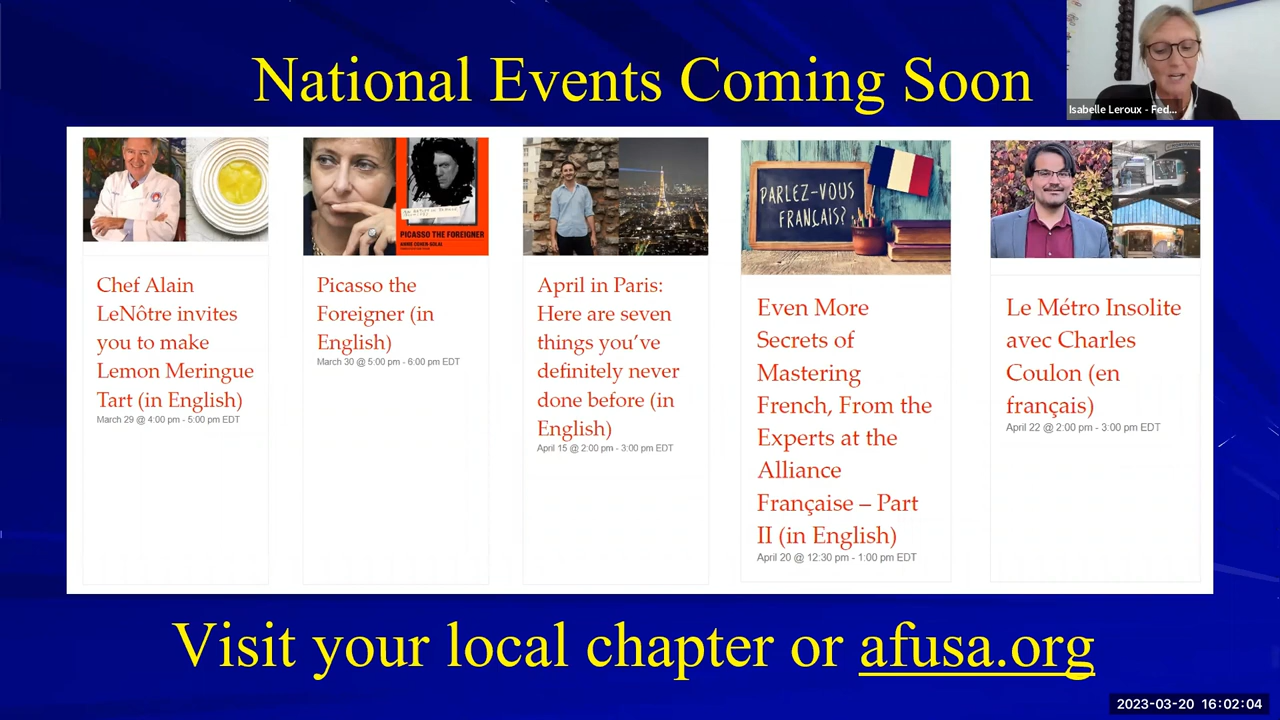 National Events Coming Soon
Isabelle Leroux - Fed...
PARLEZ-VOUS
FRANÇAIS?
PICASSO THE FOREIGNER
ANNIE COHEN-SOLAL
Chef Alain
LeNôtre invites
you to make
Lemon Meringue
Tart (in English)
March 29 @ 4:00 pm - 5:00 pm EDT
Picasso the
Foreigner (in
English)
March 30 @ 5:00 pm - 6:00 pm EDT
April in Paris:
Here are seven
things you’ve
definitely never
done before (in
English)
April 15 @ 2:00 pm - 3:00 pm EDT
Even More
Secrets of
Mastering
French, From the
Experts at the
Alliance
Française – Part
II (in English)
April 20 @ 12:30 pm - 1:00 pm EDT
Le Métro Insolite
avec Charles
Coulon (en
français)
April 22 @ 2:00 pm - 3:00 pm EDT
Visit your local chapter or afusa.org
2023-03-20 16:02:04